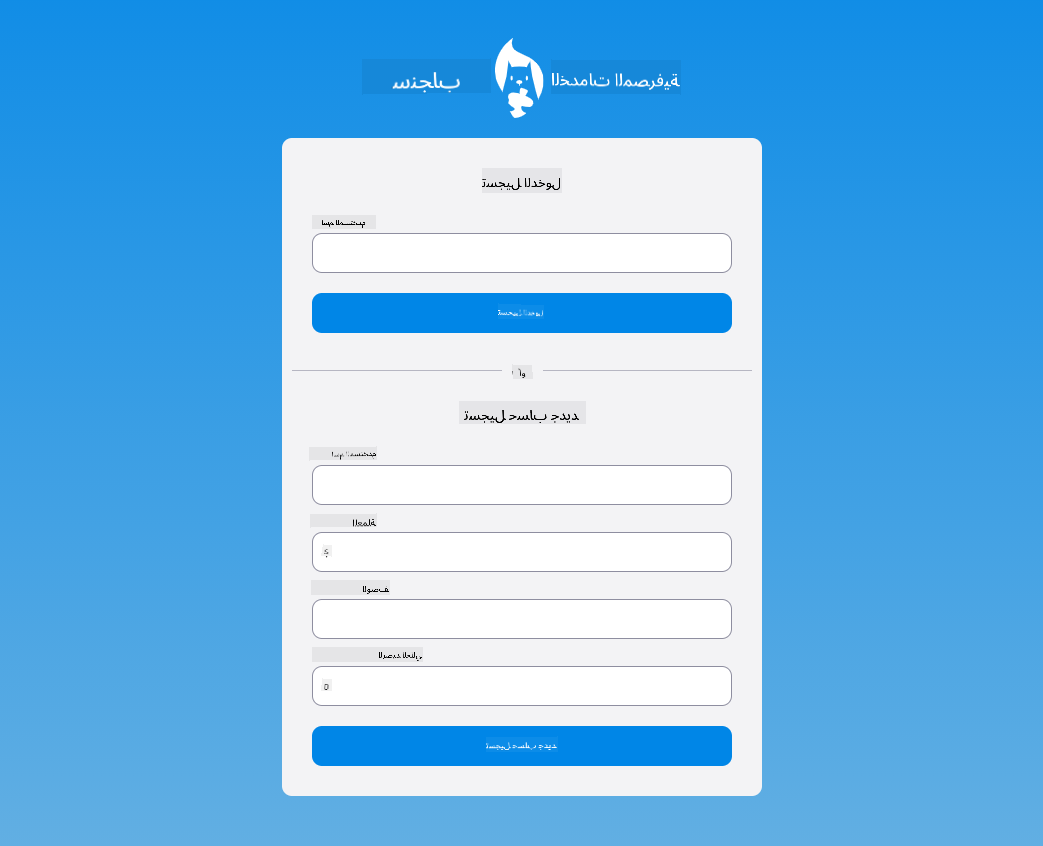 سنجاب الخدمات المصرفية
تسجيل الدخول
اسم المستخدم
تسجيل الدخول
أو
تسجيل حساب جديد
اسم المستخدم
العملة
الوصف
الرصيد الحالي
0
تسجيل حساب جديد